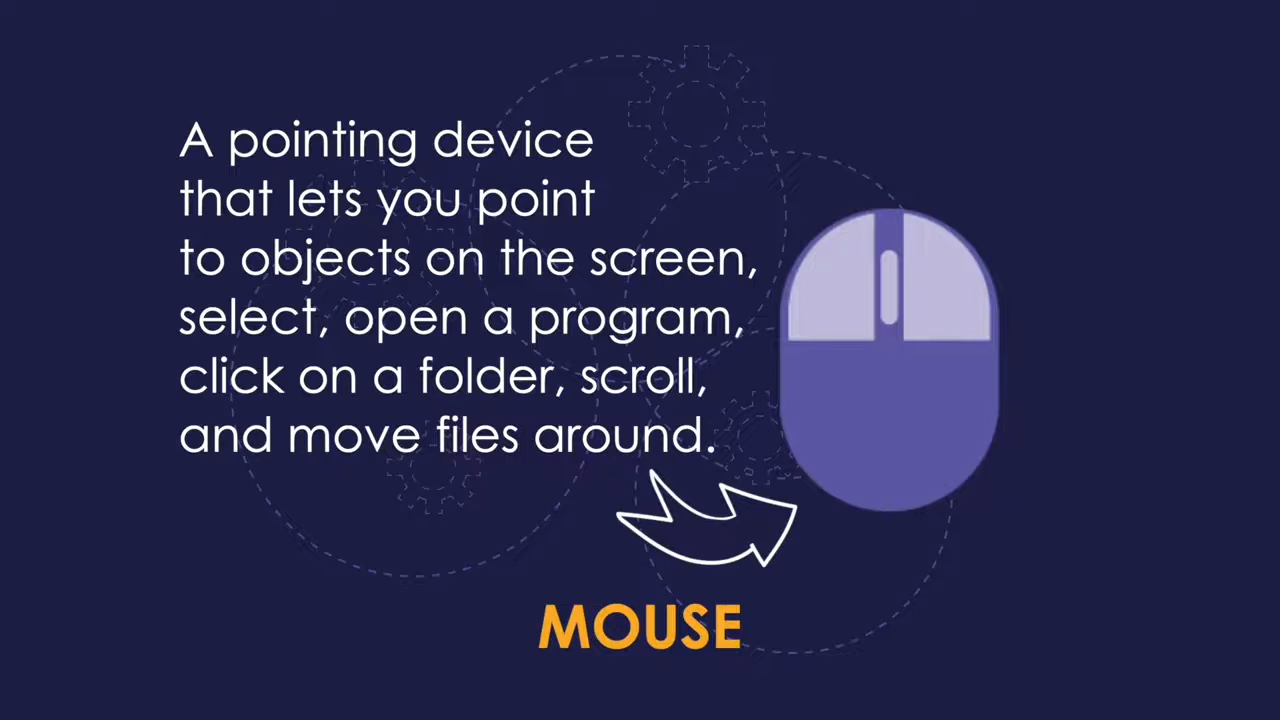 A pointing device
that lets you point
to objects on the screen,
select, open a program,
click on a folder, scroll,
and move files around.
MOUSE